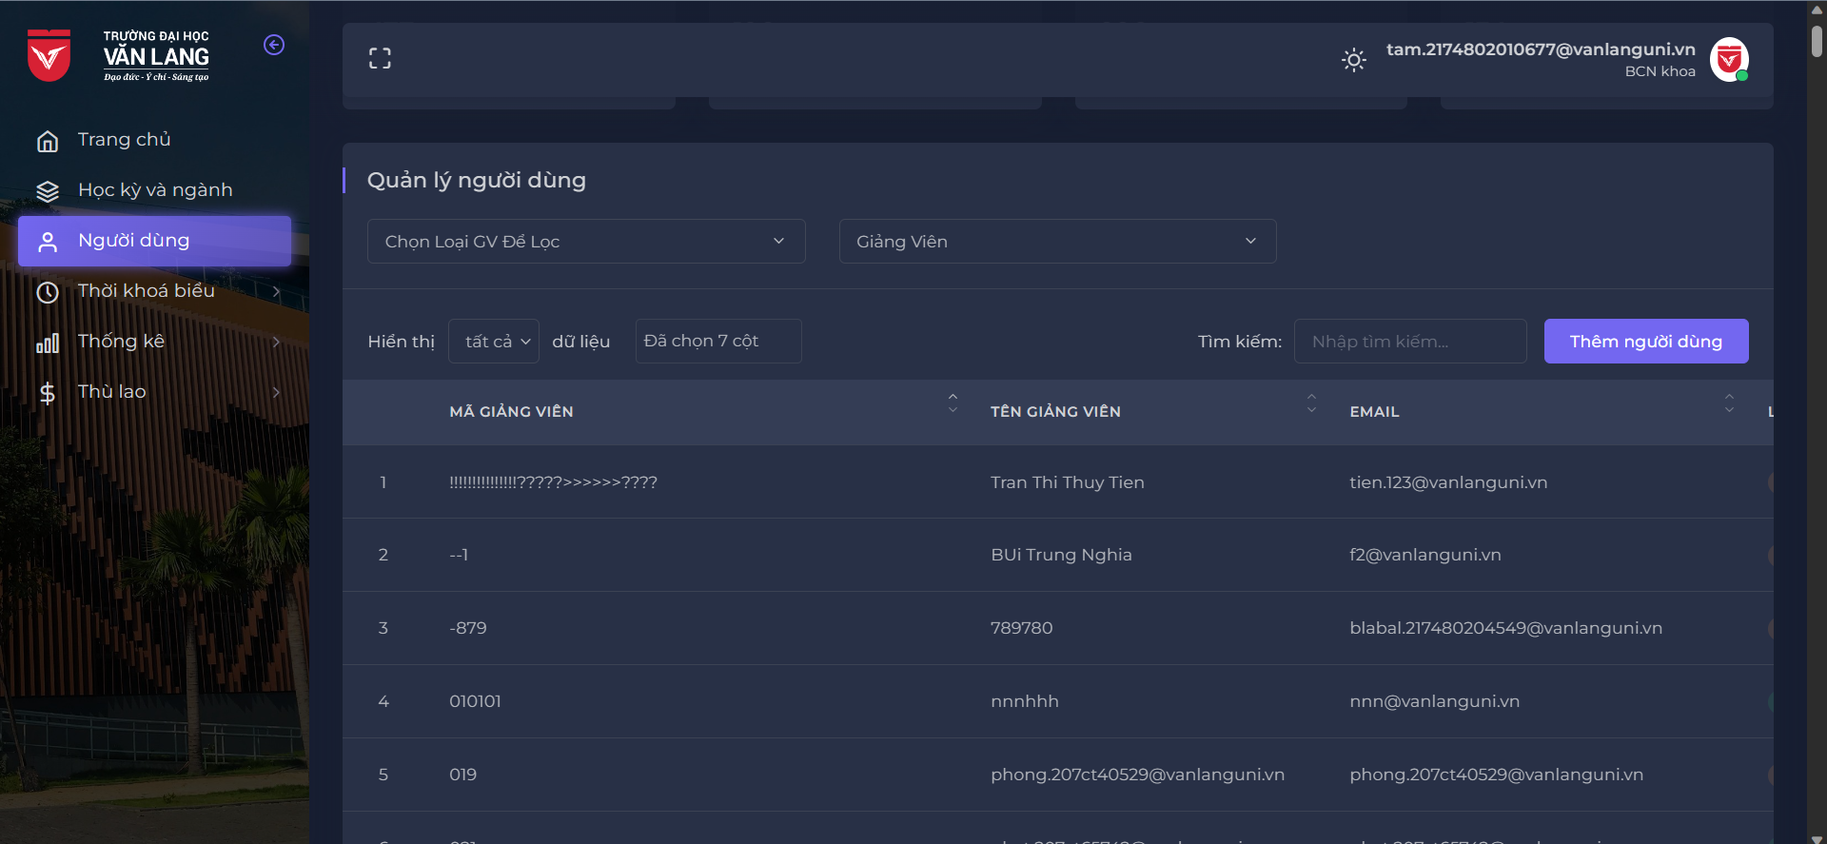 TRƯỜNG ĐẠI HỌC
VĂN LANG
Đạo đức - Ý chí - Sáng tạo
Trang chủ
Học kỳ và ngành
Người dùng
Thời khoá biểu
Thống kê
Thù lao
tam.2174802010677@vanlanguni.vn
BCN khoa
Quản lý người dùng
Chọn Loại GV Để Lọc
Giảng Viên
Hiển thị tất cả dữ liệu Đã chọn 7 cột Tìm kiếm: Nhập tìm kiếm... Thêm người dùng
MÃ GIẢNG VIÊN TÊN GIẢNG VIÊN EMAIL
1 !!!!!!!!!!!!!!!?????>>>>>>???? Tran Thi Thuy Tien tien.123@vanlanguni.vn
2 --1 BUi Trung Nghia f2@vanlanguni.vn
3 -879 789780 blabal.217480204549@vanlanguni.vn
4 010101 nnnhhh nnn@vanlanguni.vn
5 019 phong.207ct40529@vanlanguni.vn phong.207ct40529@vanlanguni.vn